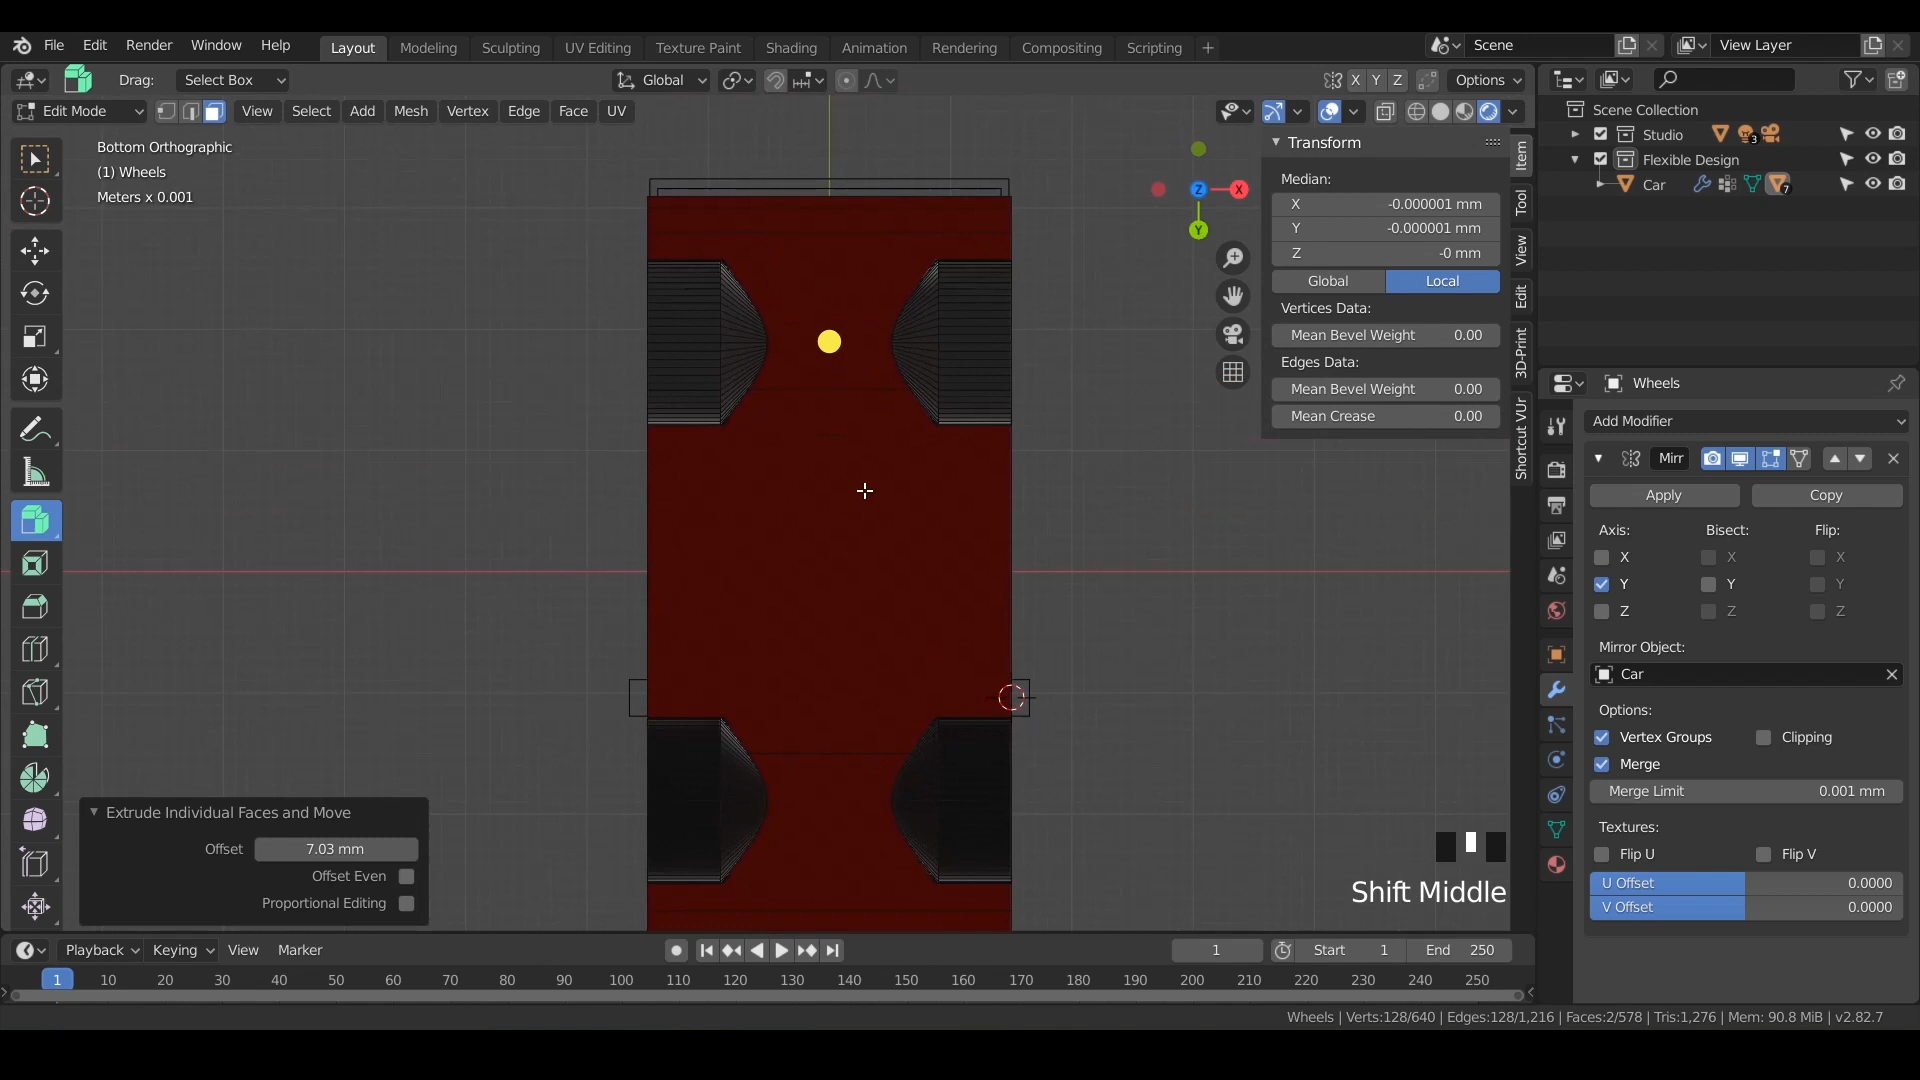 File Edit Render Window Help Layout Modeling Sculpting UV Editing Texture Paint Shading Animation Rendering Compositing Scripting + Scene View Layer
Drag: Select Box Global X Y Z Options
Edit Mode View Select Add Mesh Vertex Edge Face UV
Bottom Orthographic
(1) Wheels
Meters x 0.001
Z X Y
Transform
Median:
X -0.000001 mm
Y -0.000001 mm
Z -0 mm
Global Local
Vertices Data:
Mean Bevel Weight 0.00
Edges Data:
Mean Bevel Weight 0.00
Mean Crease 0.00
Item
Tool
View
Edit
3D-Print
Shortcut VUr
Scene Collection
Studio 3
Flexible Design
Car 7
Wheels
Add Modifier
Mirr
Apply Copy
Axis: Bisect: Flip:
X X X
Y Y Y
Z Z Z
Mirror Object:
Car
Options:
Vertex Groups Clipping
Merge
Merge Limit 0.001 mm
Textures:
Flip U Flip V
U Offset 0.0000
V Offset 0.0000
Extrude Individual Faces and Move
Offset 7.03 mm
Offset Even
Proportional Editing
Shift Middle
Playback Keying View Marker 1 Start 1 End 250
1 10 20 30 40 50 60 70 80 90 100 110 120 130 140 150 160 170 180 190 200 210 220 230 240 250
Wheels | Verts:128/640 | Edges:128/1,216 | Faces:2/578 | Tris:1,276 | Mem: 90.8 MiB | v2.82.7